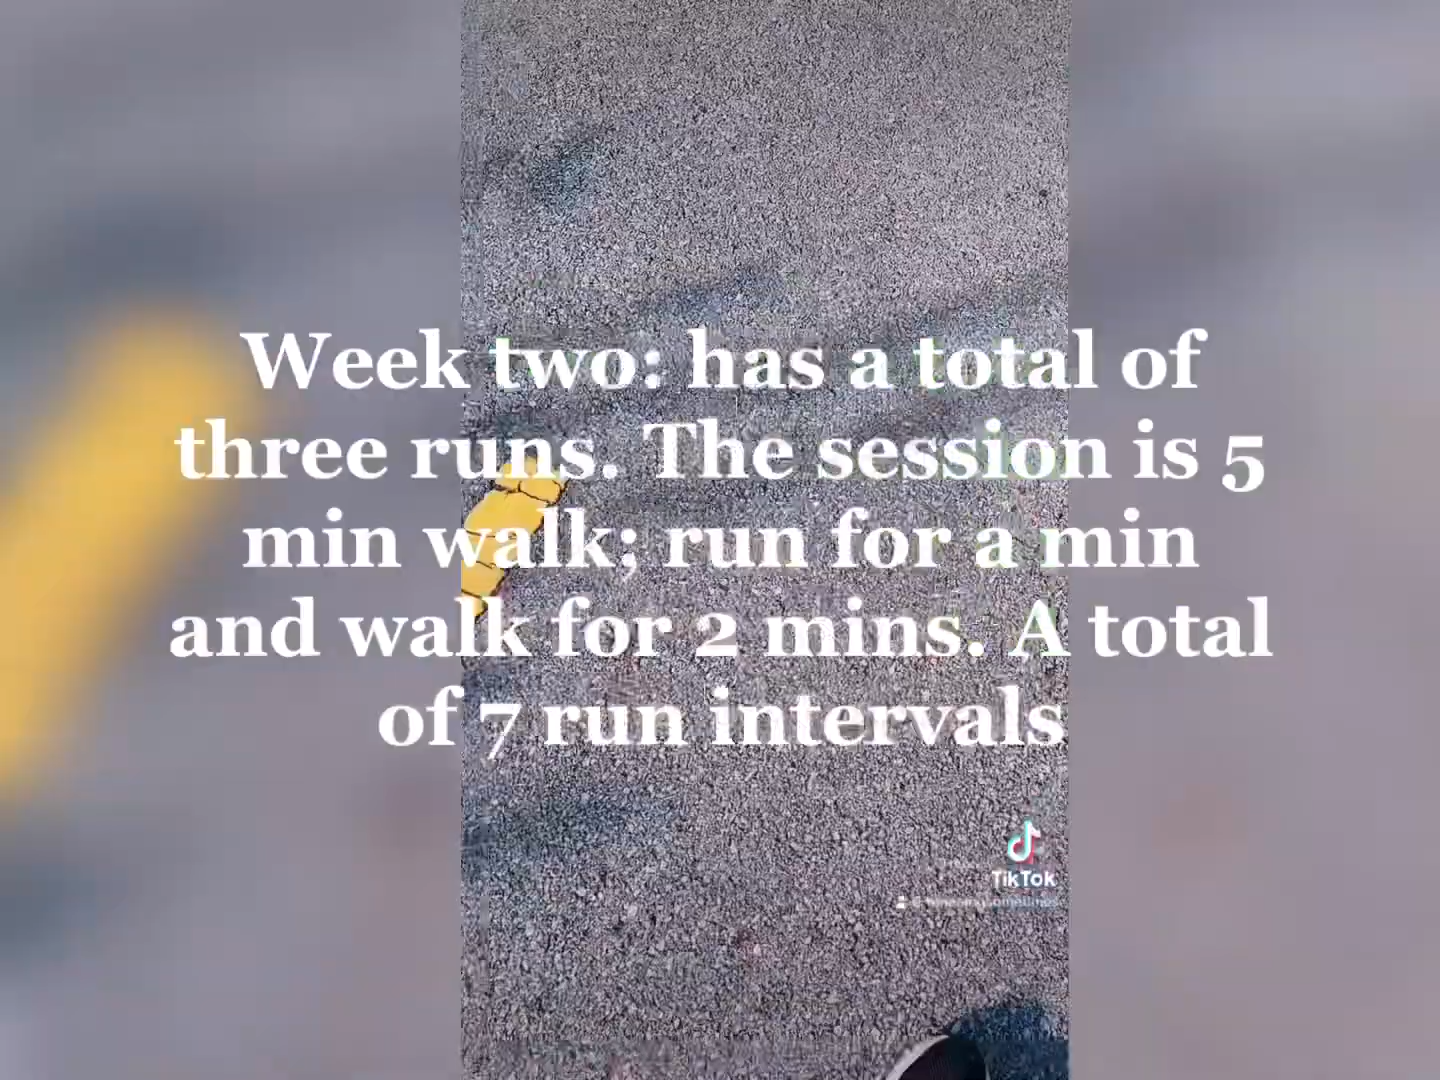 Week two: has a total of
three runs. The session is 5
min walk; run for a min
and walk for 2 mins. A total
of 7 run intervals
TikTok